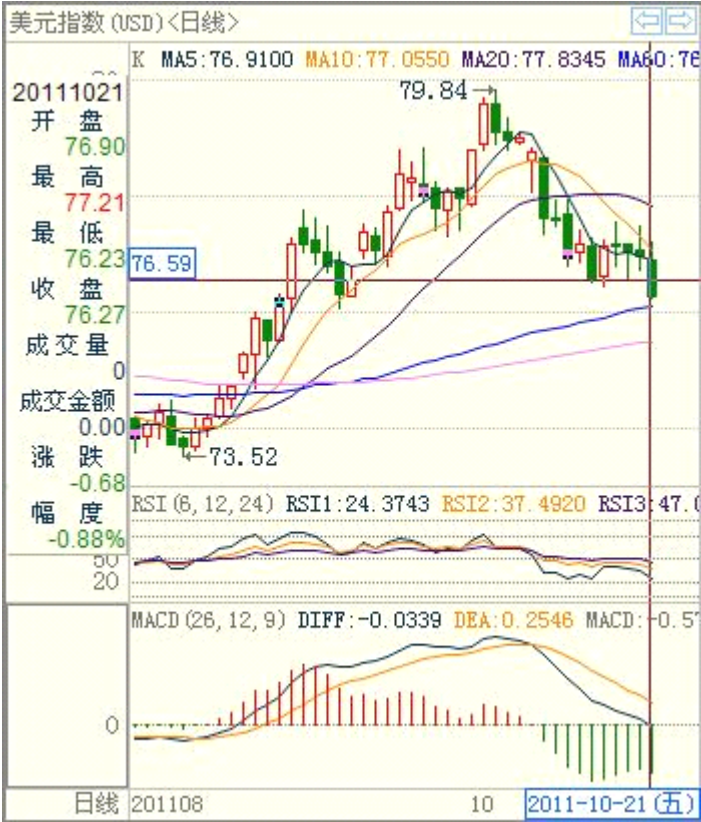 美元指数(USD)<日线>
K MA5:76.9100 MA10:77.0550 MA20:77.8345 MA60:76
20111021
79.84
开 盘
76.90
最 高
77.21
最 低
76.23
76.59
收 盘
76.27
成交量
0
成交金额
0.00
涨 跌
73.52
-0.68
幅 度
-0.88%
RSI(6,12,24) RSI1:24.3743 RSI2:37.4920 RSI3:47.0
50
20
MACD(26,12,9) DIFF:-0.0339 DEA:0.2546 MACD:-0.57
0
日线 201108 10 2011-10-21(五)